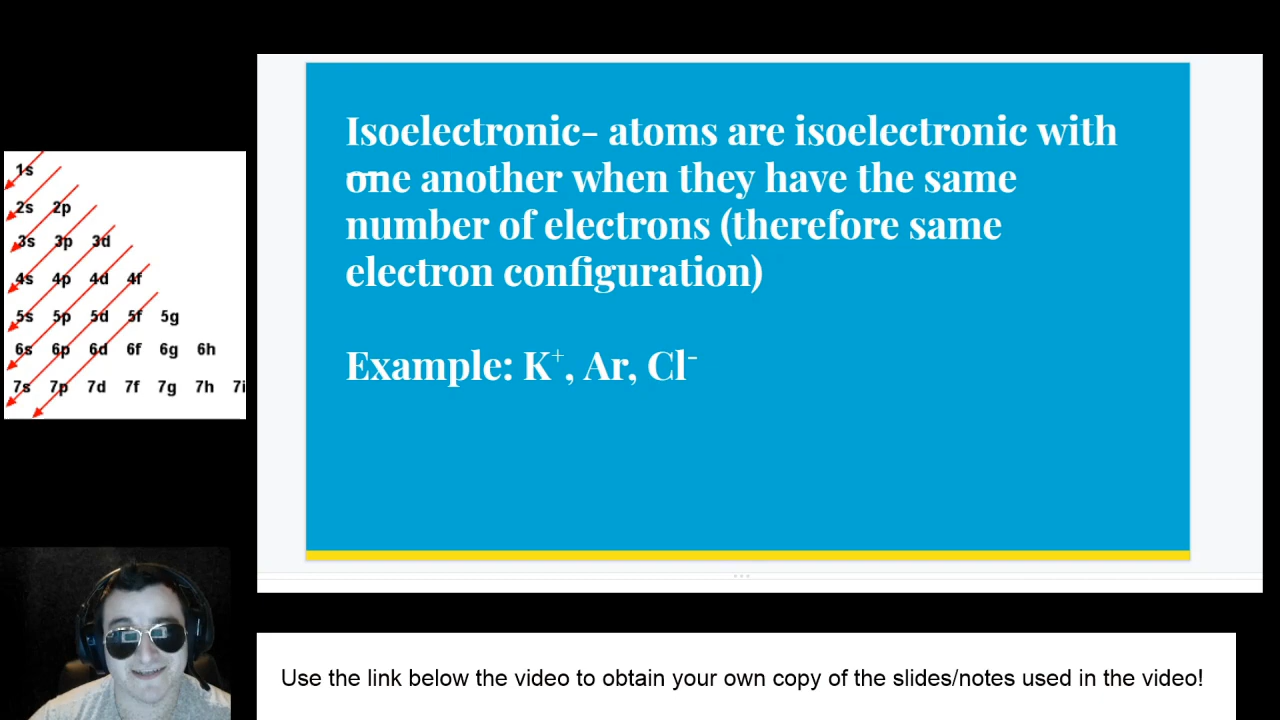 Isoelectronic- atoms are isoelectronic with
one another when they have the same
number of electrons (therefore same
electron configuration)
Example: K⁺, Ar, Cl⁻
1s
2s 2p
3s 3p 3d
4s 4p 4d 4f
5s 5p 5d 5f 5g
6s 6p 6d 6f 6g 6h
7s 7p 7d 7f 7g 7h 7i
Use the link below the video to obtain your own copy of the slides/notes used in the video!